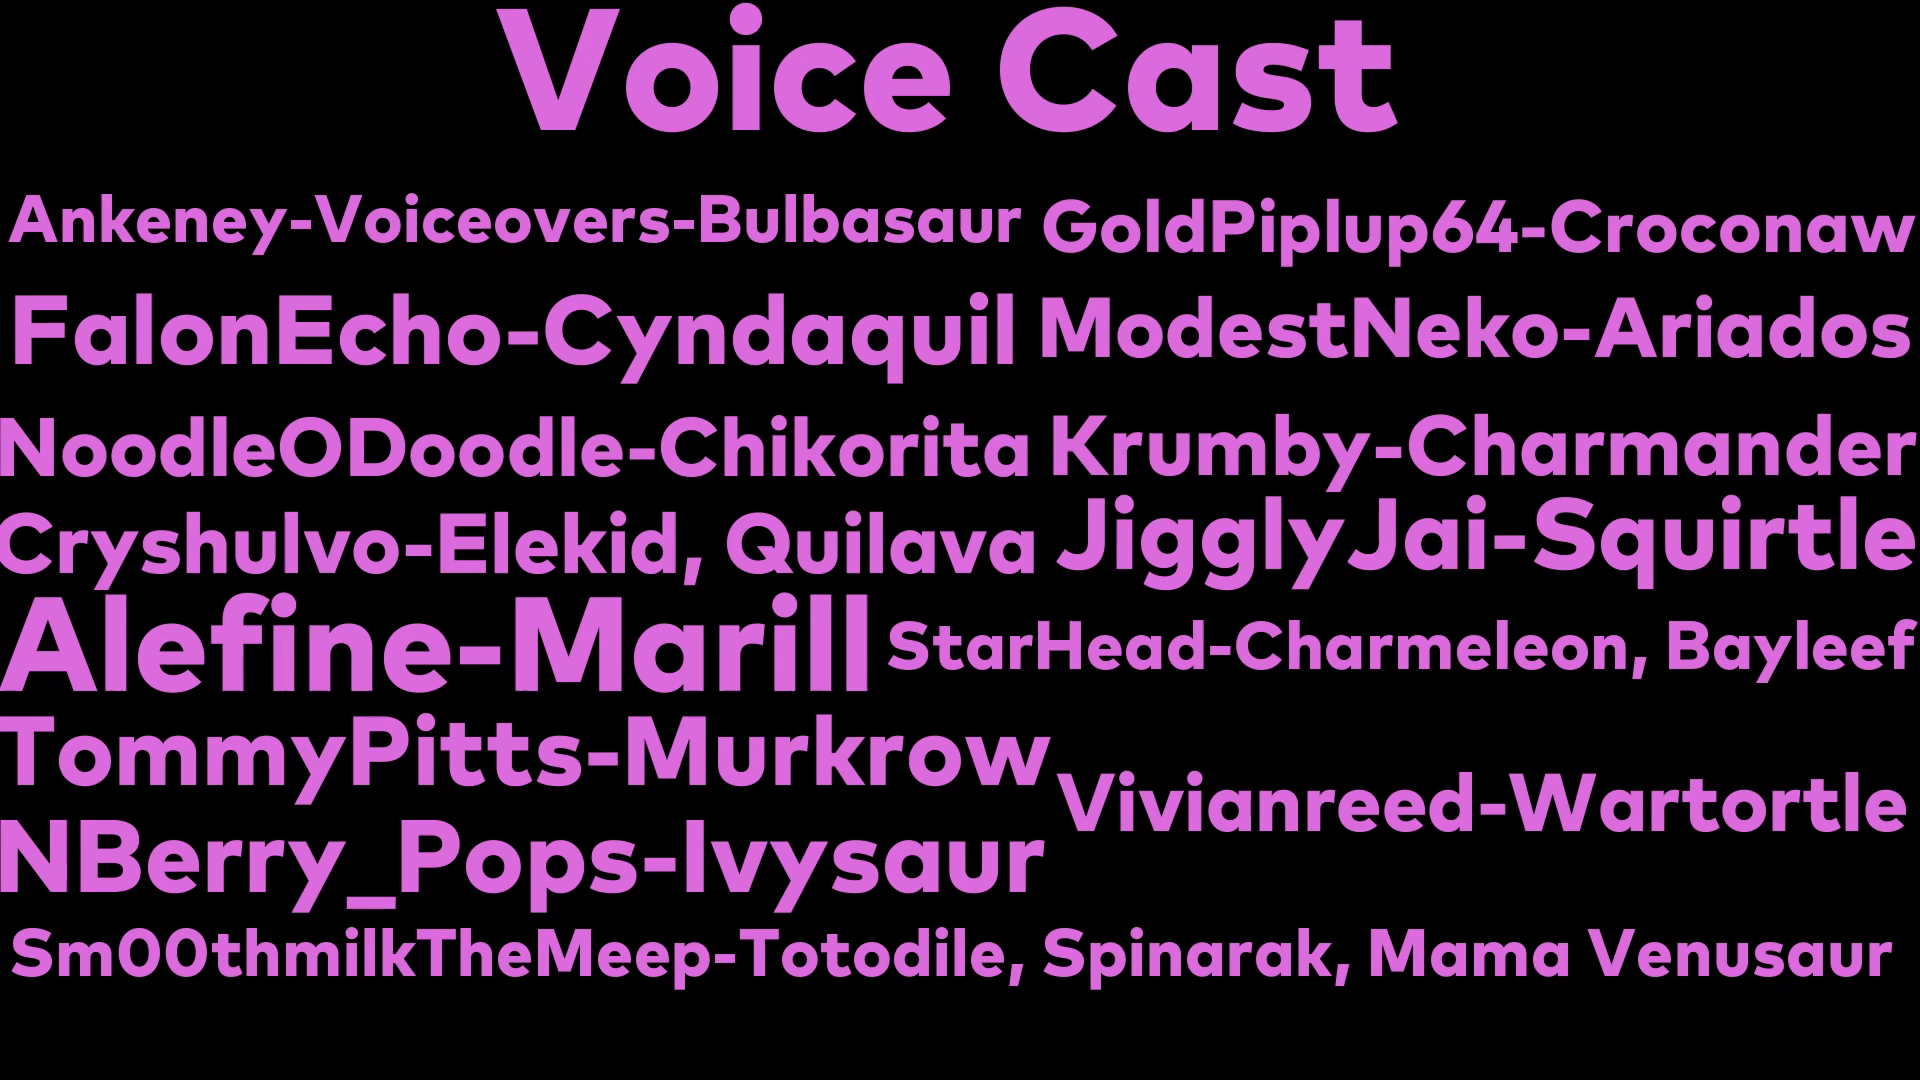 Voice Cast
Ankeney-Voiceovers-Bulbasaur
GoldPiplup64-Croconaw
FalonEcho-Cyndaquil
ModestNeko-Ariados
NoodleODoodle-Chikorita
Krumby-Charmander
Cryshulvo-Elekid, Quilava
JigglyJai-Squirtle
Alefine-Marill
StarHead-Charmeleon, Bayleef
TommyPitts-Murkrow
Vivianreed-Wartortle
NBerry_Pops-Ivysaur
Sm00thmilkTheMeep-Totodile, Spinarak, Mama Venusaur